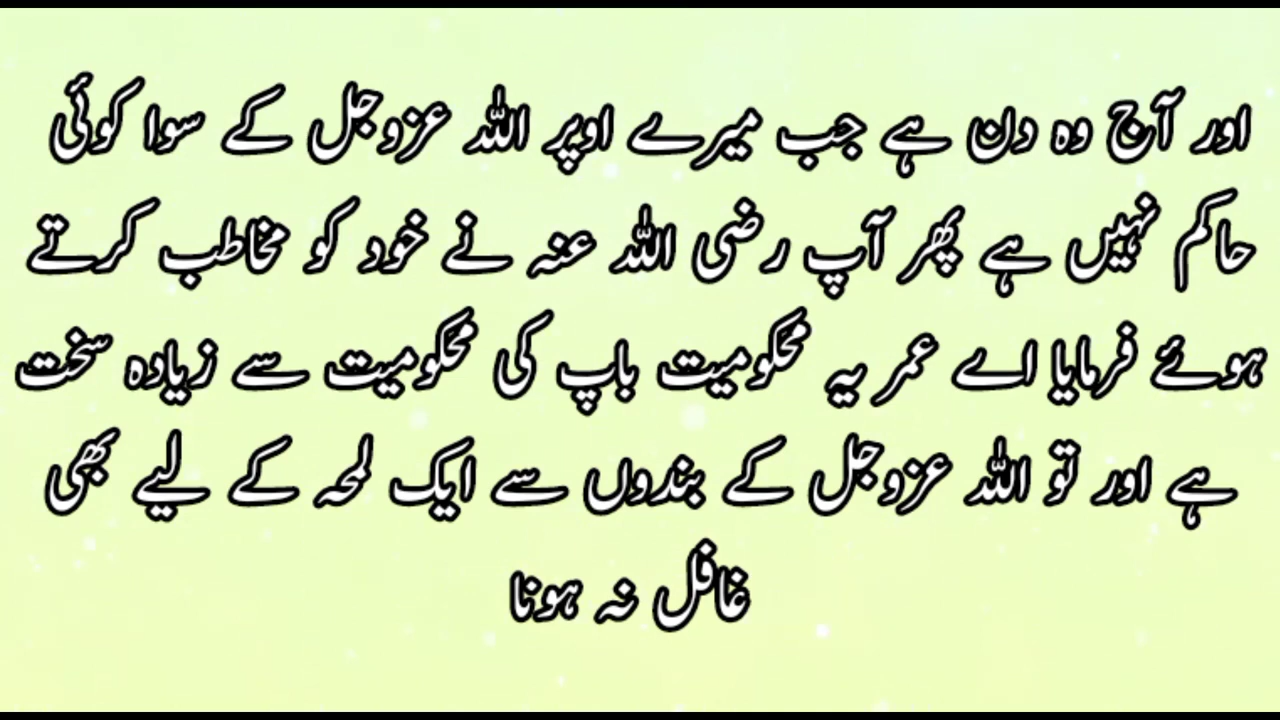 اور آج وہ دن ہے جب میرے اوپر اللہ عزوجل کے سوا کوئی
حاکم نہیں ہے پھر آپ رضی اللہ عنہ نے خود کو مخاطب کرتے
ہوئے فرمایا اے عمر یہ محکومیت باپ کی محکومیت سے زیادہ سخت
ہے اور تو اللہ عزوجل کے بندوں سے ایک لمحہ کے لیے بھی
غافل نہ ہونا